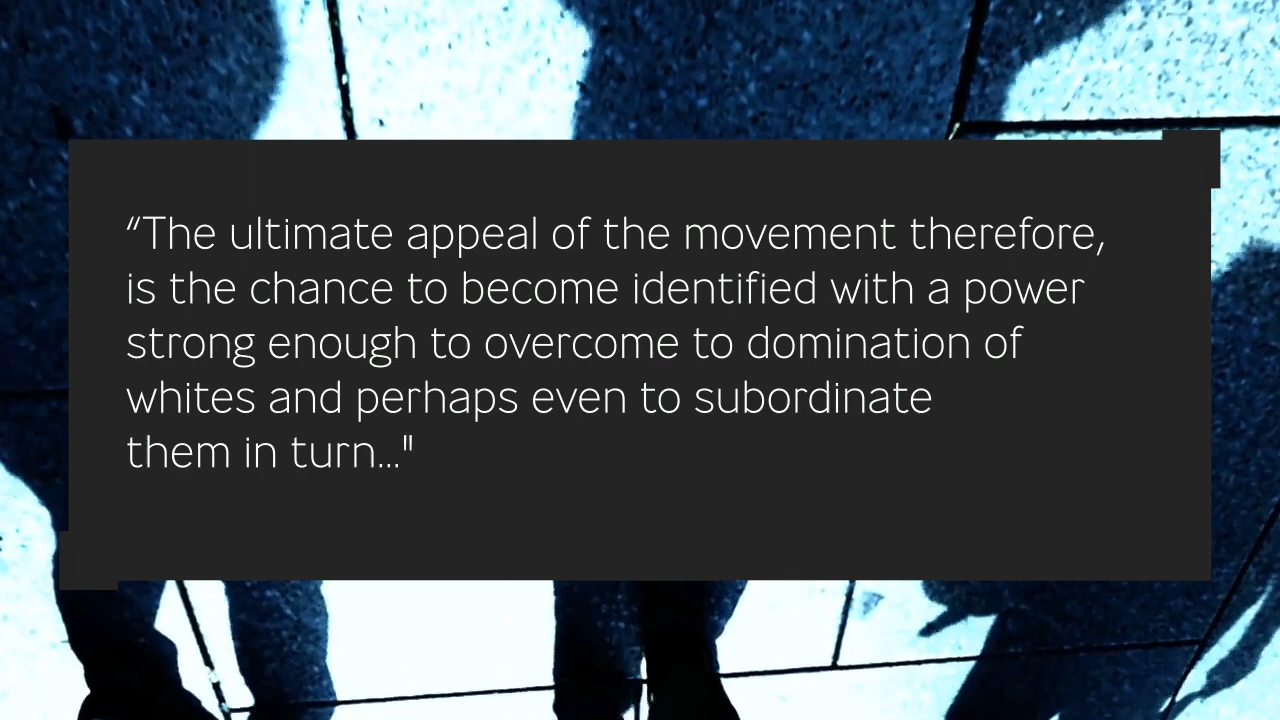 “The ultimate appeal of the movement therefore,
is the chance to become identified with a power
strong enough to overcome to domination of
whites and perhaps even to subordinate
them in turn..."